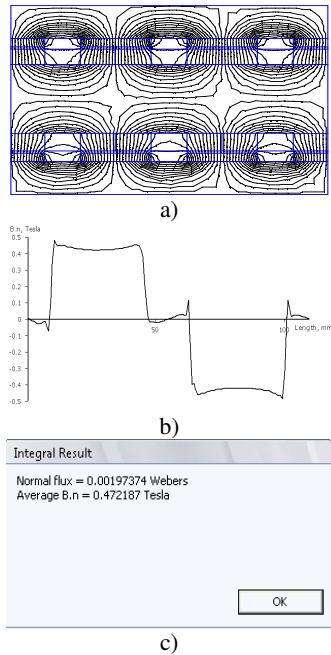 a)
B.n, Tesla
0.5
0.4
0.3
0.2
0.1
0
50
100
Length, mm
-0.1
-0.2
-0.3
-0.4
-0.5
b)
Integral Result
Normal flux = 0.00197374 Webers
Average B.n = 0.472187 Tesla
OK
c)